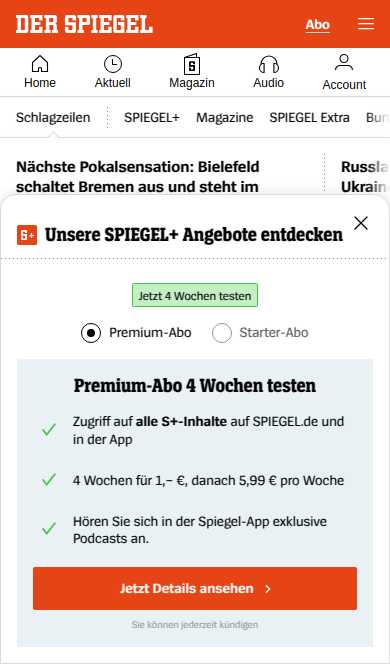 DER SPIEGEL
Abo
Home
Aktuell
Magazin
Audio
Account
Schlagzeilen
SPIEGEL+
Magazine
SPIEGEL Extra
Nächste Pokalsensation: Bielefeld
schaltet Bremen aus und steht im
S+ Unsere SPIEGEL+ Angebote entdecken
Jetzt 4 Wochen testen
Premium-Abo
Starter-Abo
Premium-Abo 4 Wochen testen
Zugriff auf alle S+-Inhalte auf SPIEGEL.de und
in der App
4 Wochen für 1,– €, danach 5,99 € pro Woche
Hören Sie sich in der Spiegel-App exklusive
Podcasts an.
Jetzt Details ansehen
Sie können jederzeit kündigen